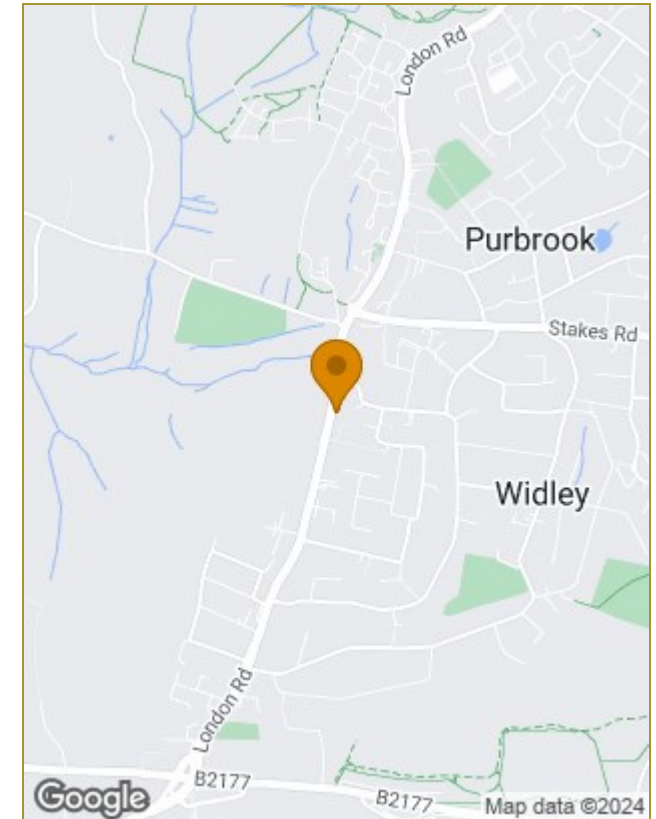 London Rd
Purbrook
Stakes Rd
Widley
London Rd
B2177
B2177
Google
Map data ©2024